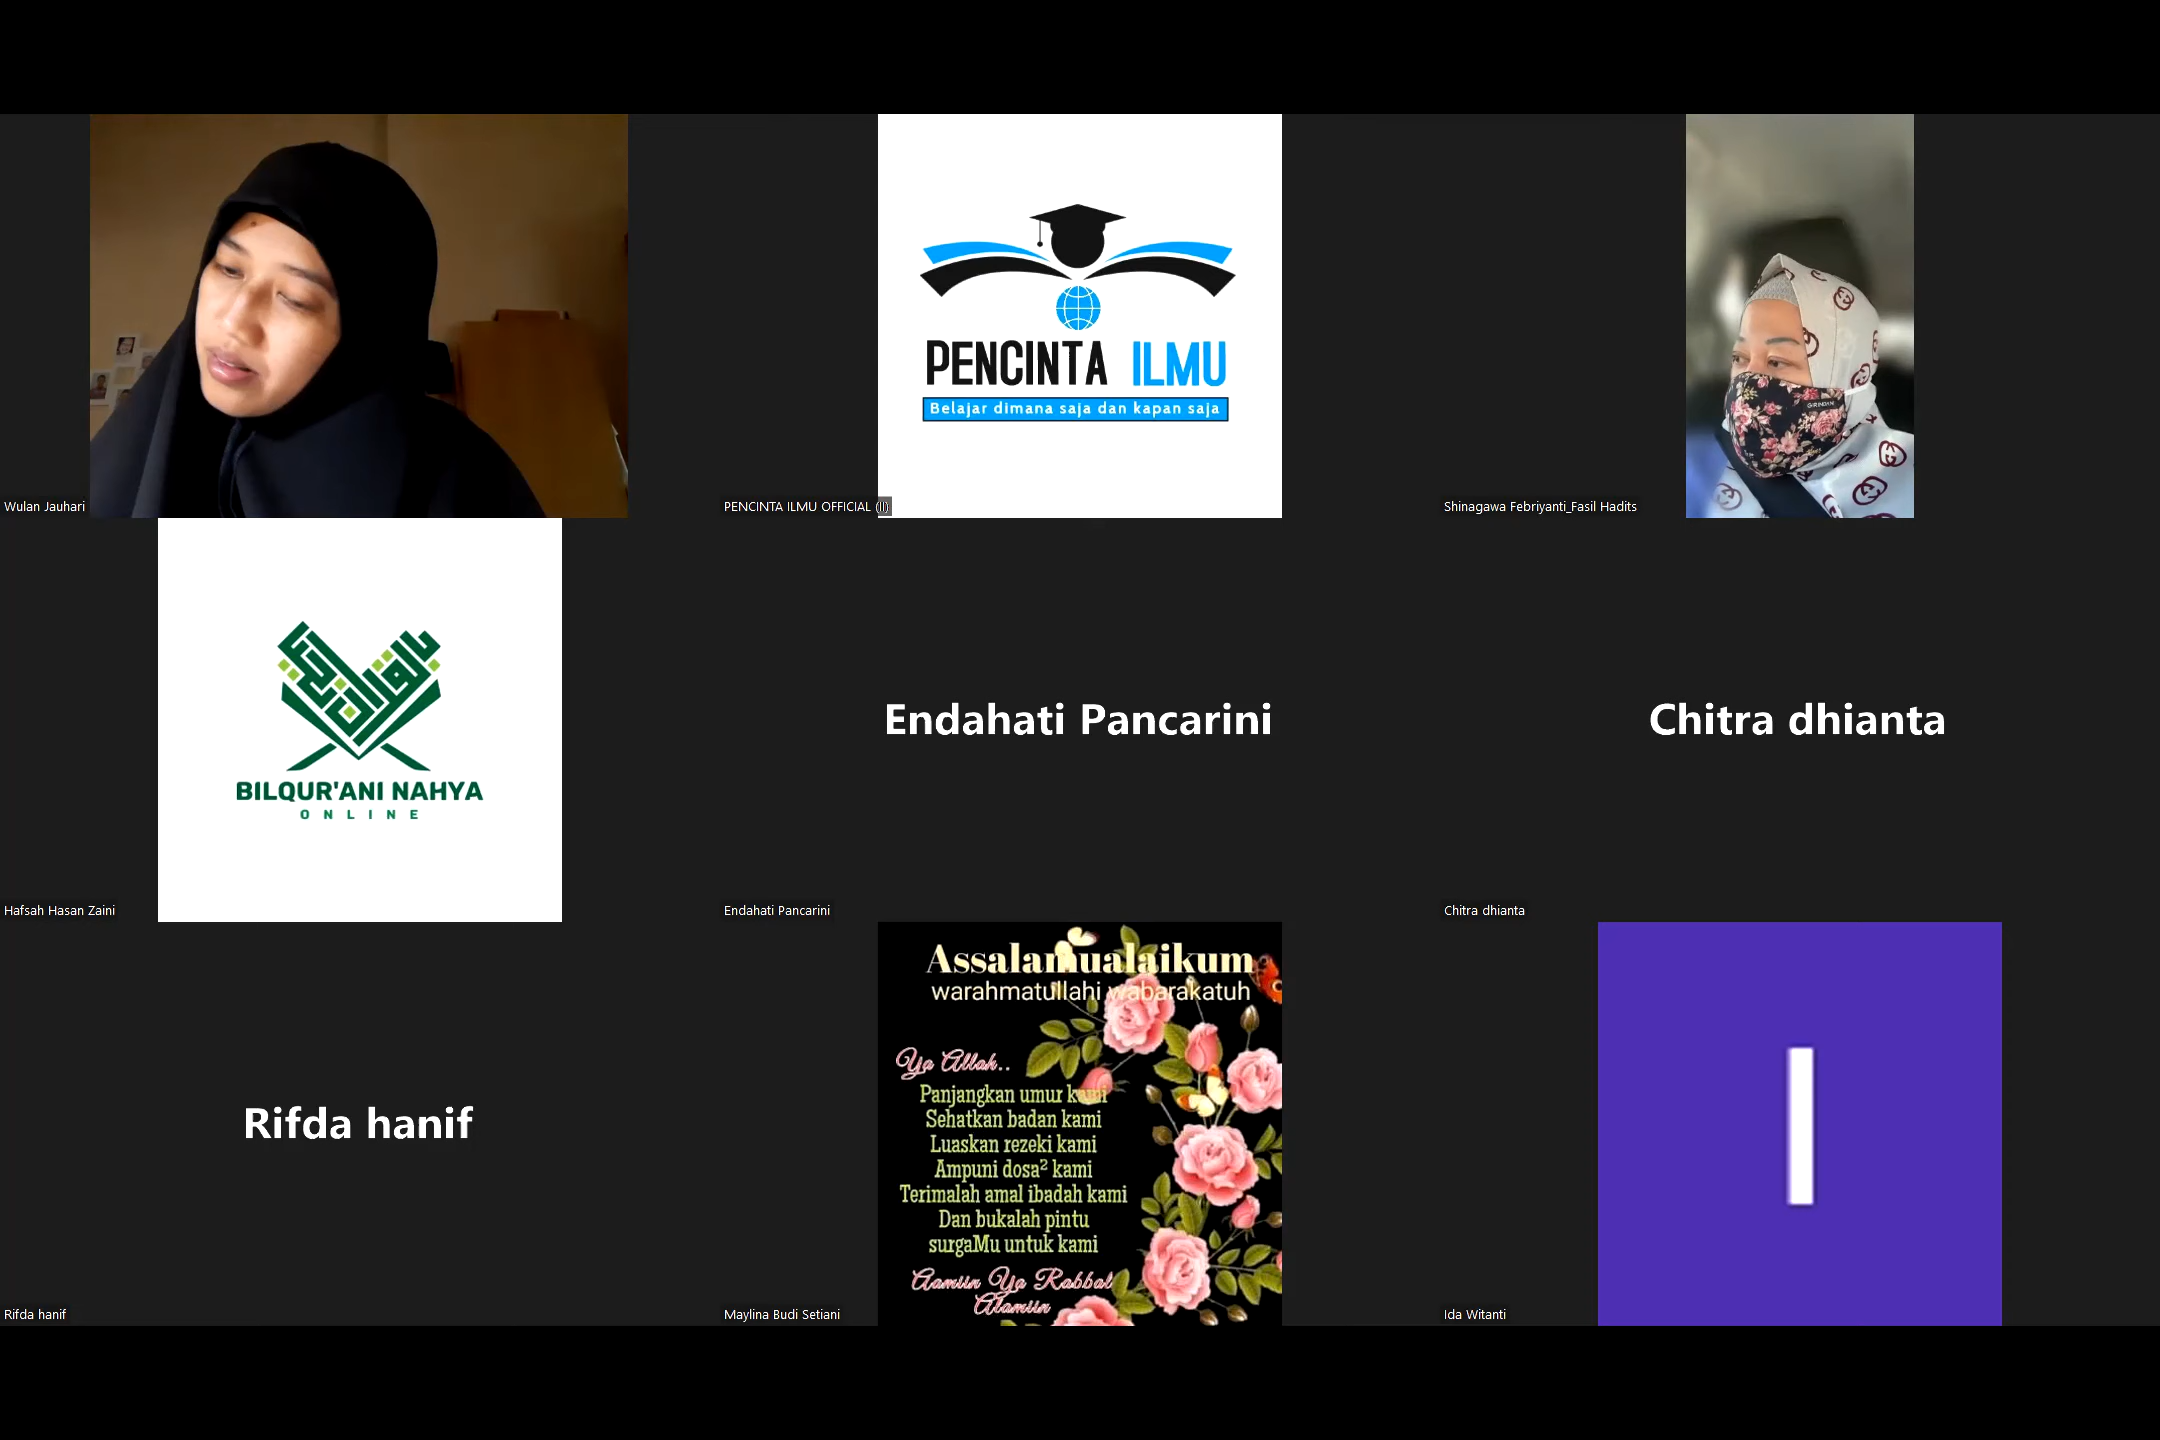 Wulan Jauhari
PENCINTA ILMU
Belajar dimana saja dan kapan saja
PENCINTA ILMU OFFICIAL (II)
GIRINDANI
Shinagawa Febriyanti_Fasil Hadits
BILQUR'ANI NAHYA
ONLINE
Hafsah Hasan Zaini
Endahati Pancarini
Endahati Pancarini
Chitra dhianta
Chitra dhianta
Rifda hanif
Rifda hanif
Assalamualaikum
warahmatullahi wabarakatuh
Ya Allah..
Panjangkan umur kami
Sehatkan badan kami
Luaskan rezeki kami
Ampuni dosa² kami
Terimalah amal ibadah kami
Dan bukalah pintu
surgaMu untuk kami
Aamiin Ya Rabbal
Alamiin
Maylina Budi Setiani
I
Ida Witanti